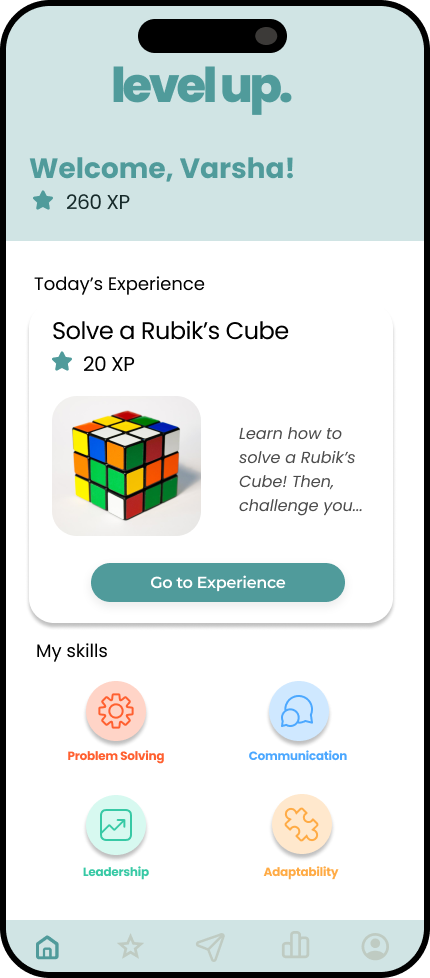 level up.
Welcome, Varsha!
260 XP
Today’s Experience
Solve a Rubik’s Cube
20 XP
Learn how to
solve a Rubik’s
Cube! Then,
challenge you...
Go to Experience
My skills
Problem Solving
Communication
Leadership
Adaptability